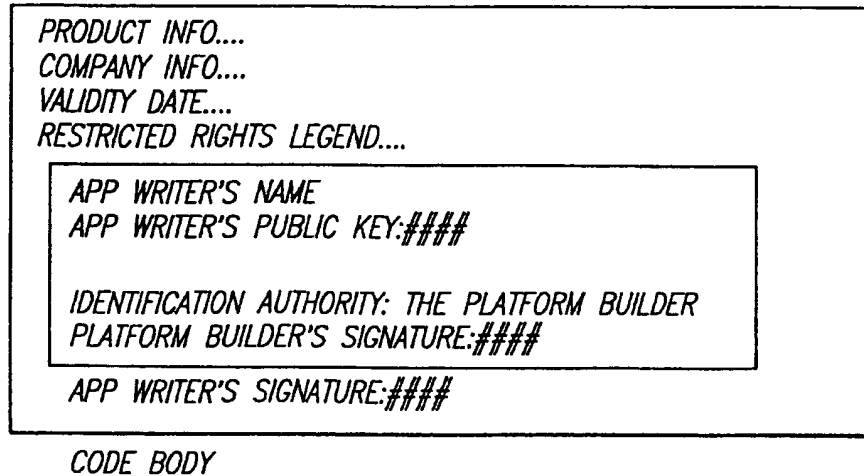 PRODUCT INFO....
COMPANY INFO....
VALIDITY DATE....
RESTRICTED RIGHTS LEGEND....
APP WRITER'S NAME
APP WRITER'S PUBLIC KEY:####
IDENTIFICATION AUTHORITY: THE PLATFORM BUILDER
PLATFORM BUILDER'S SIGNATURE:####
APP WRITER'S SIGNATURE:####
CODE BODY